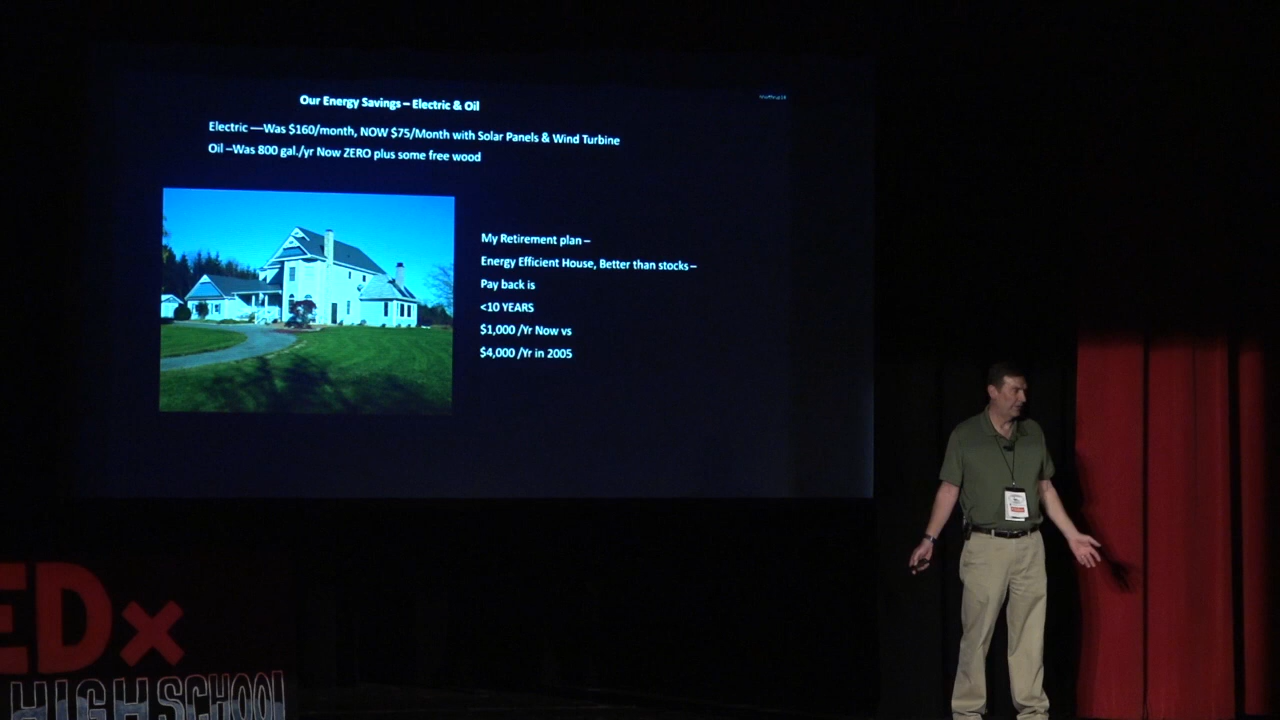 Our Energy Savings – Electric & Oil
Electric —Was $160/month, NOW $75/Month with Solar Panels & Wind Turbine
Oil –Was 800 gal./yr Now ZERO plus some free wood
My Retirement plan –
Energy Efficient House, Better than stocks –
Pay back is
<10 YEARS
$1,000 /Yr Now vs
$4,000 /Yr in 2005
EDx
HIGH SCHOOL